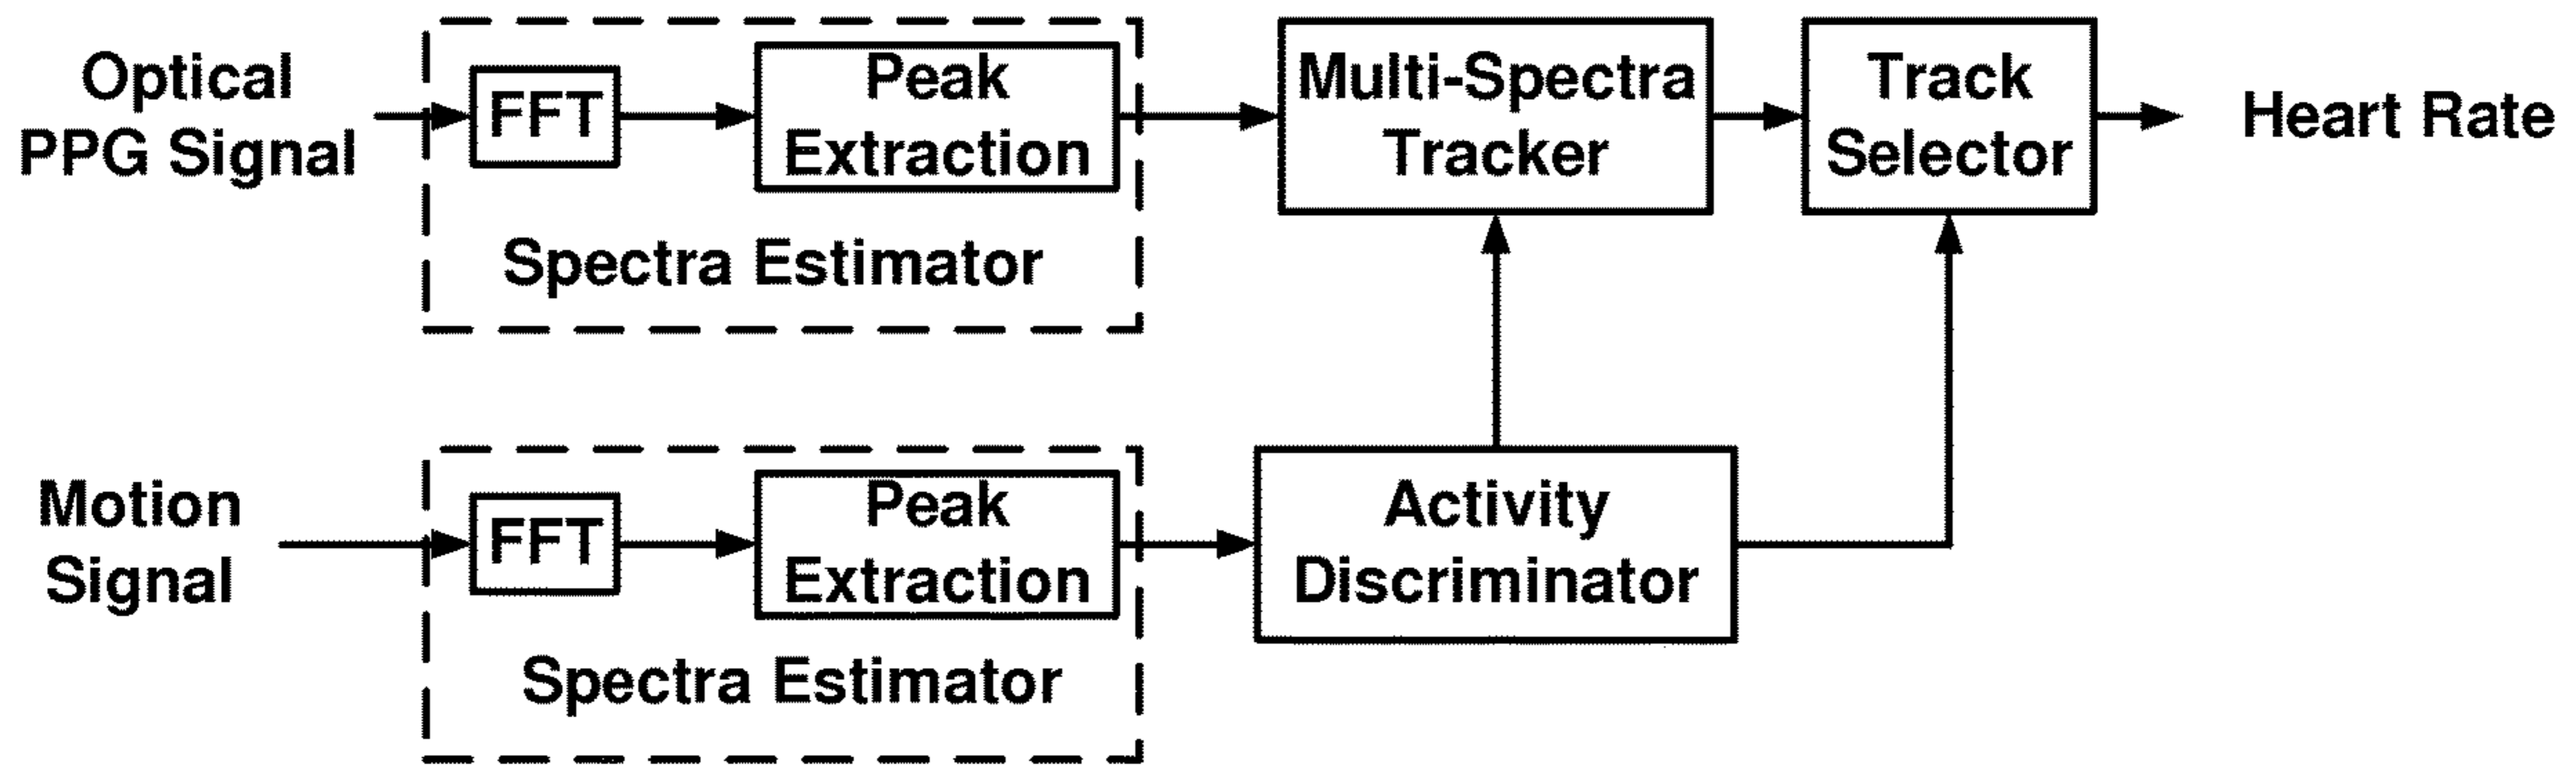 Optical
PPG Signal
FFT
Peak
Extraction
Spectra Estimator
Multi-Spectra
Tracker
Track
Selector
Heart Rate
Motion
Signal
FFT
Peak
Extraction
Spectra Estimator
Activity
Discriminator